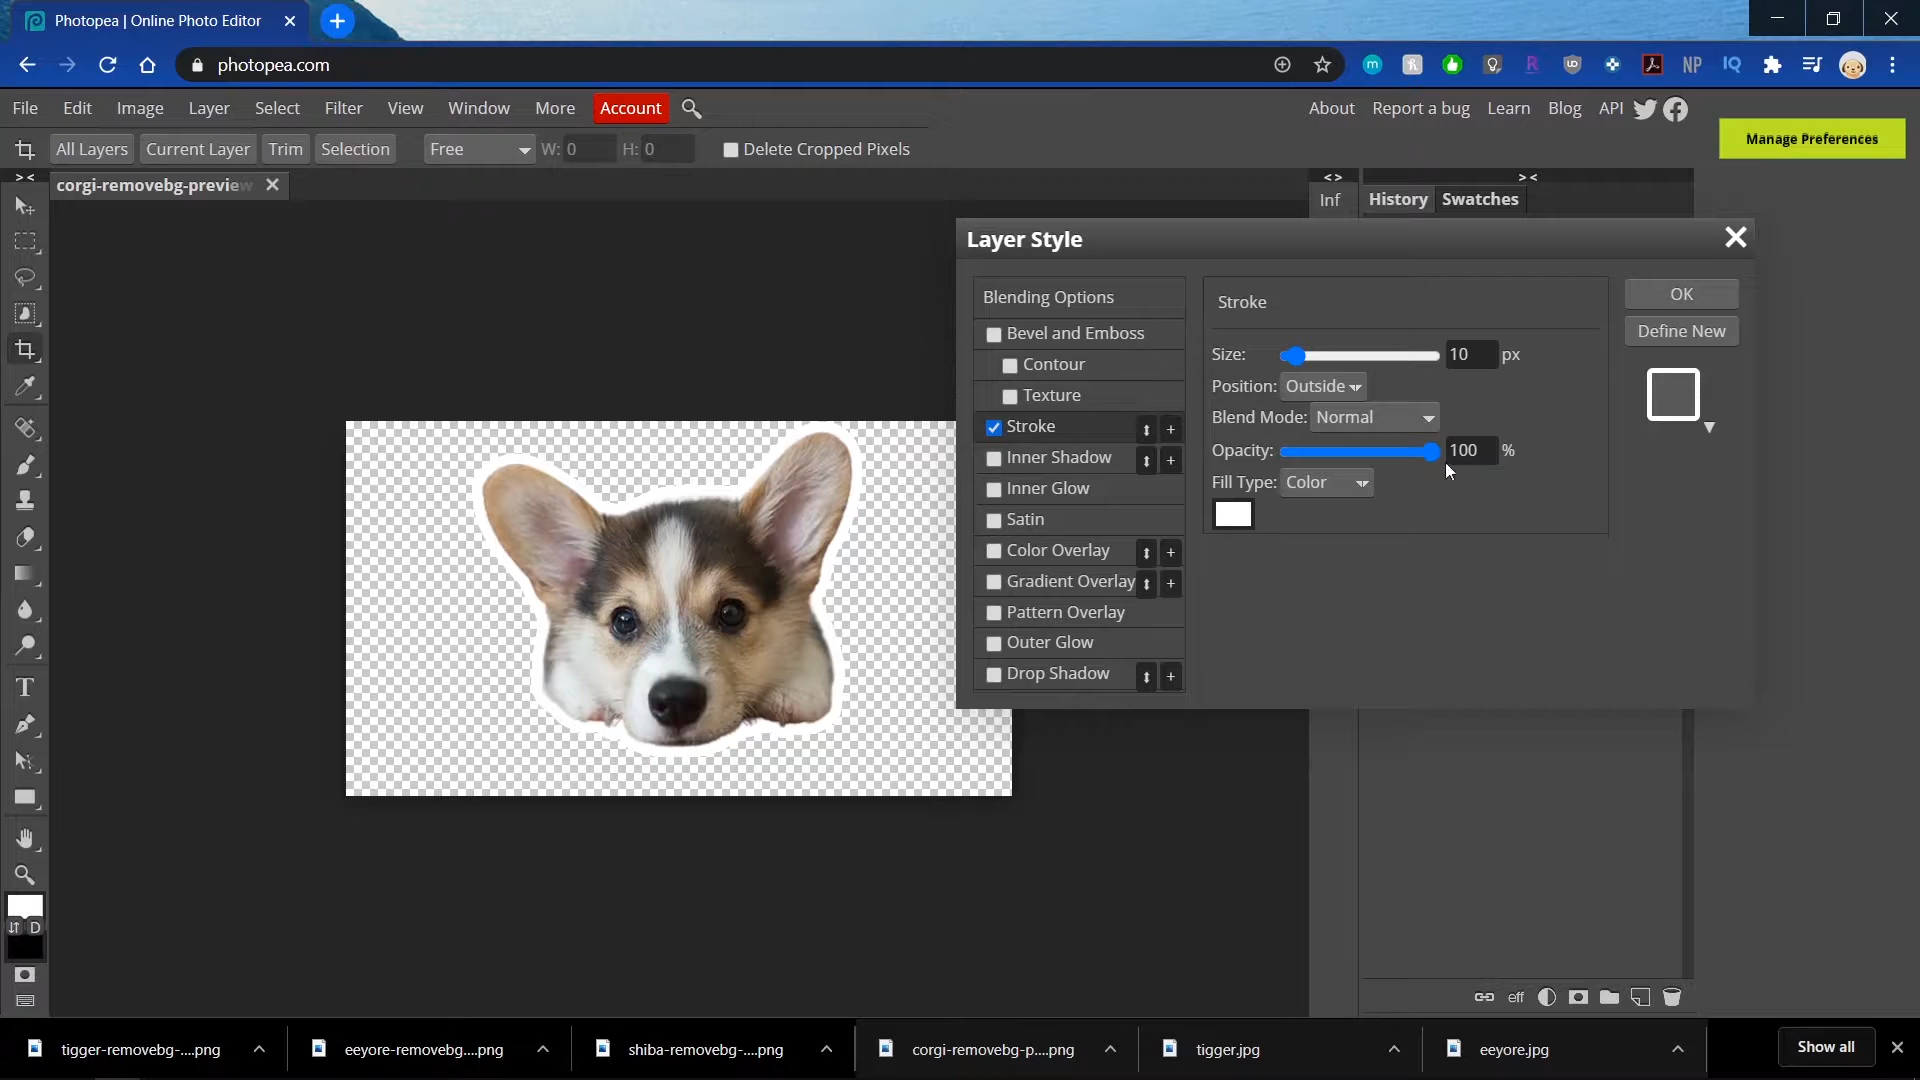 Photopea | Online Photo Editor
photopea.com
File Edit Image Layer Select Filter View Window More Account
About Report a bug Learn Blog API
Manage Preferences
All Layers Current Layer Trim Selection Free W: 0 H: 0 Delete Cropped Pixels
> < < > > <
corgi-removebg-preview
Inf History Swatches
Layer Style
Blending Options
Bevel and Emboss
Contour
Texture
Stroke
Inner Shadow
Inner Glow
Satin
Color Overlay
Gradient Overlay
Pattern Overlay
Outer Glow
Drop Shadow
Stroke
Size: 10 px
Position: Outside
Blend Mode: Normal
Opacity: 100 %
Fill Type: Color
OK
Define New
D
eff
tigger-removebg-....png eeyore-removebg....png shiba-removebg-....png corgi-removebg-p....png tigger.jpg eeyore.jpg Show all